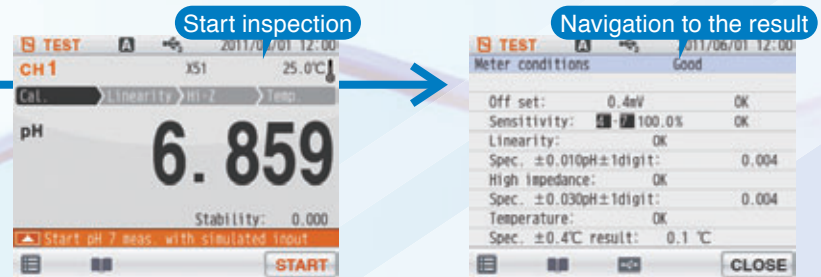 Start inspection
TEST A 2011/06/01 12:00
CH1 X51 25.0℃
Cal. Linearity Hi-Z Temp.
pH 6.859
Stability: 0.000
Start pH 7 meas. with simulated input
START
Navigation to the result
TEST A 2011/06/01 12:00
Meter conditions Good
Off set: 0.4mV OK
Sensitivity: 4-7 100.0% OK
Linearity: OK
Spec. ±0.010pH±1digit: 0.004
High impedance: OK
Spec. ±0.030pH±1digit: 0.004
Temperature: OK
Spec. ±0.4℃ result: 0.1 ℃
CLOSE